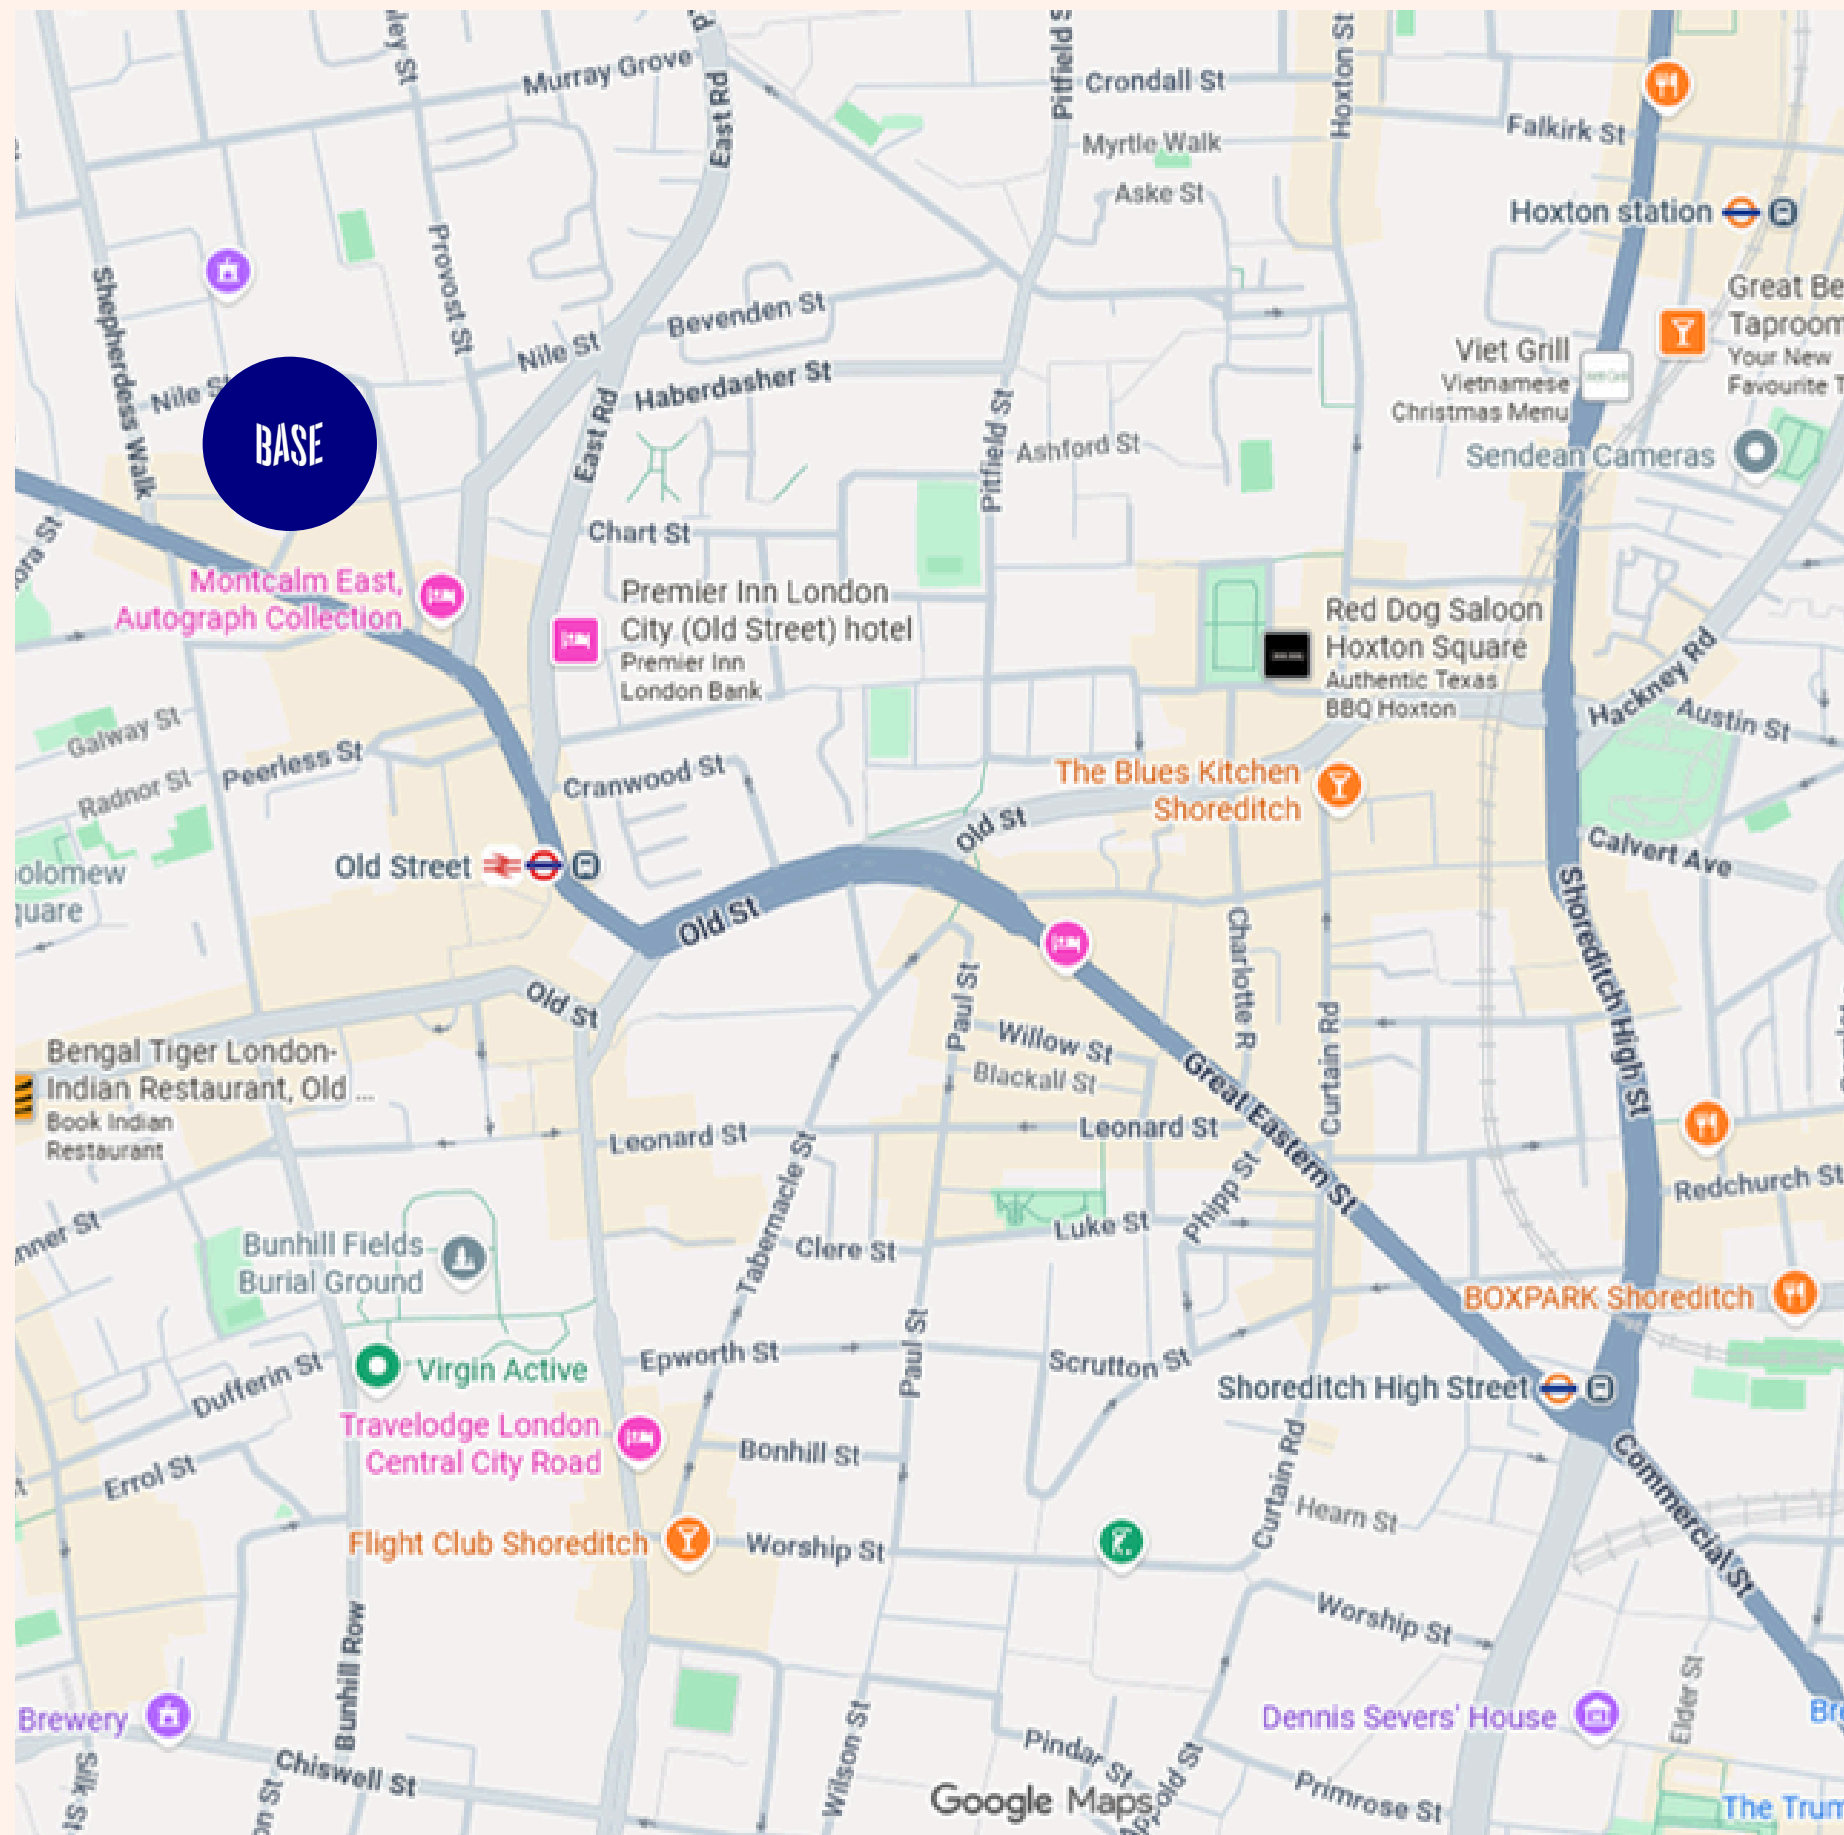 Murray Grove
East Rd
Pitfield S
Crondall St
Hoxton St
Falkirk St
Myrtle Walk
Aske St
Hoxton station
Provost St
Shepherdess Walk
Great Be
Taproom
Your New
Favourite T
Bevenden St
Nile St
Nile St
Viet Grill
Vietnamese
Christmas Menu
Haberdasher St
East Rd
BASE
Pitfield St
Ashford St
Sendean Cameras
Chart St
Montcalm East,
Autograph Collection
Premier Inn London
City (Old Street) hotel
Premier Inn
London Bank
Red Dog Saloon
Hoxton Square
Authentic Texas
BBQ Hoxton
Hackney Rd
Austin St
Galway St
Peerless St
Radnor St
Cranwood St
The Blues Kitchen
Shoreditch
Old St
Calvert Ave
Old Street
olomew
quare
Old St
Shoreditch High St
Charlotte R
Old St
Paul St
Curtain Rd
Willow St
Blackall St
Great Eastern St
Bengal Tiger London-
Indian Restaurant, Old ...
Book Indian
Restaurant
Leonard St
Leonard St
Tabernacle St
Phipp St
Redchurch St
nner St
Luke St
Clere St
Bunhill Fields
Burial Ground
BOXPARK Shoreditch
Paul St
Epworth St
Scrutton St
Virgin Active
Dufferin St
Shoreditch High Street
Travelodge London
Central City Road
Bonhill St
Errol St
Curtain Rd
Hearn St
Commercial St
Flight Club Shoreditch
Worship St
Worship St
Bunhill Row
Elder St
Brewery
Dennis Severs' House
Br
Silk St
Chiswell St
on St
Wilson St
Pindar St
old St
Primrose St
Google Maps
The Trum